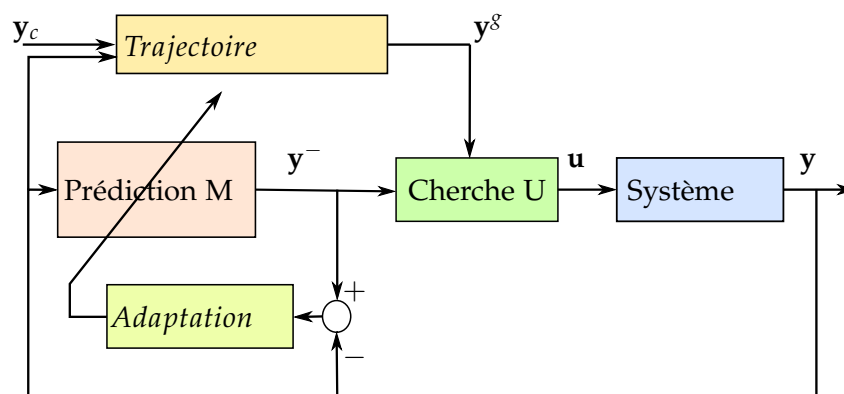 y_c
Trajectoire
y^g
Prédiction M
y^−
Cherche U
u
Système
y
Adaptation
+
−